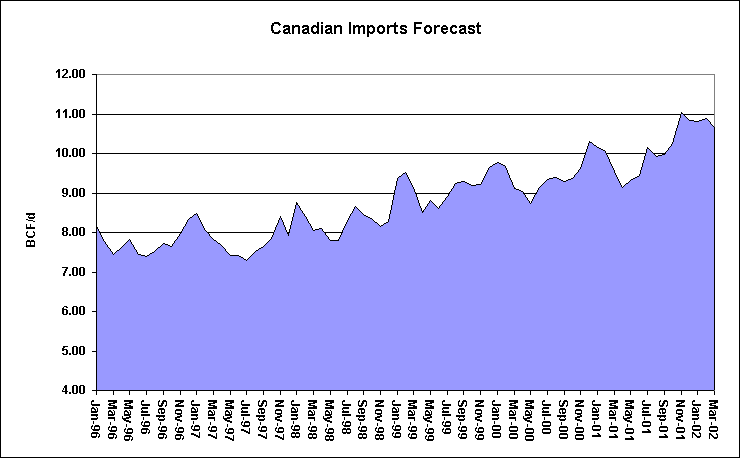 Canadian Imports Forecast
12.00
11.00
10.00
9.00
8.00
7.00
6.00
5.00
4.00
BCF/d
Jan-96
Mar-96
May-96
Jul-96
Sep-96
Nov-96
Jan-97
Mar-97
May-97
Jul-97
Sep-97
Nov-97
Jan-98
Mar-98
May-98
Jul-98
Sep-98
Nov-98
Jan-99
Mar-99
May-99
Jul-99
Sep-99
Nov-99
Jan-00
Mar-00
May-00
Jul-00
Sep-00
Nov-00
Jan-01
Mar-01
May-01
Jul-01
Sep-01
Nov-01
Jan-02
Mar-02